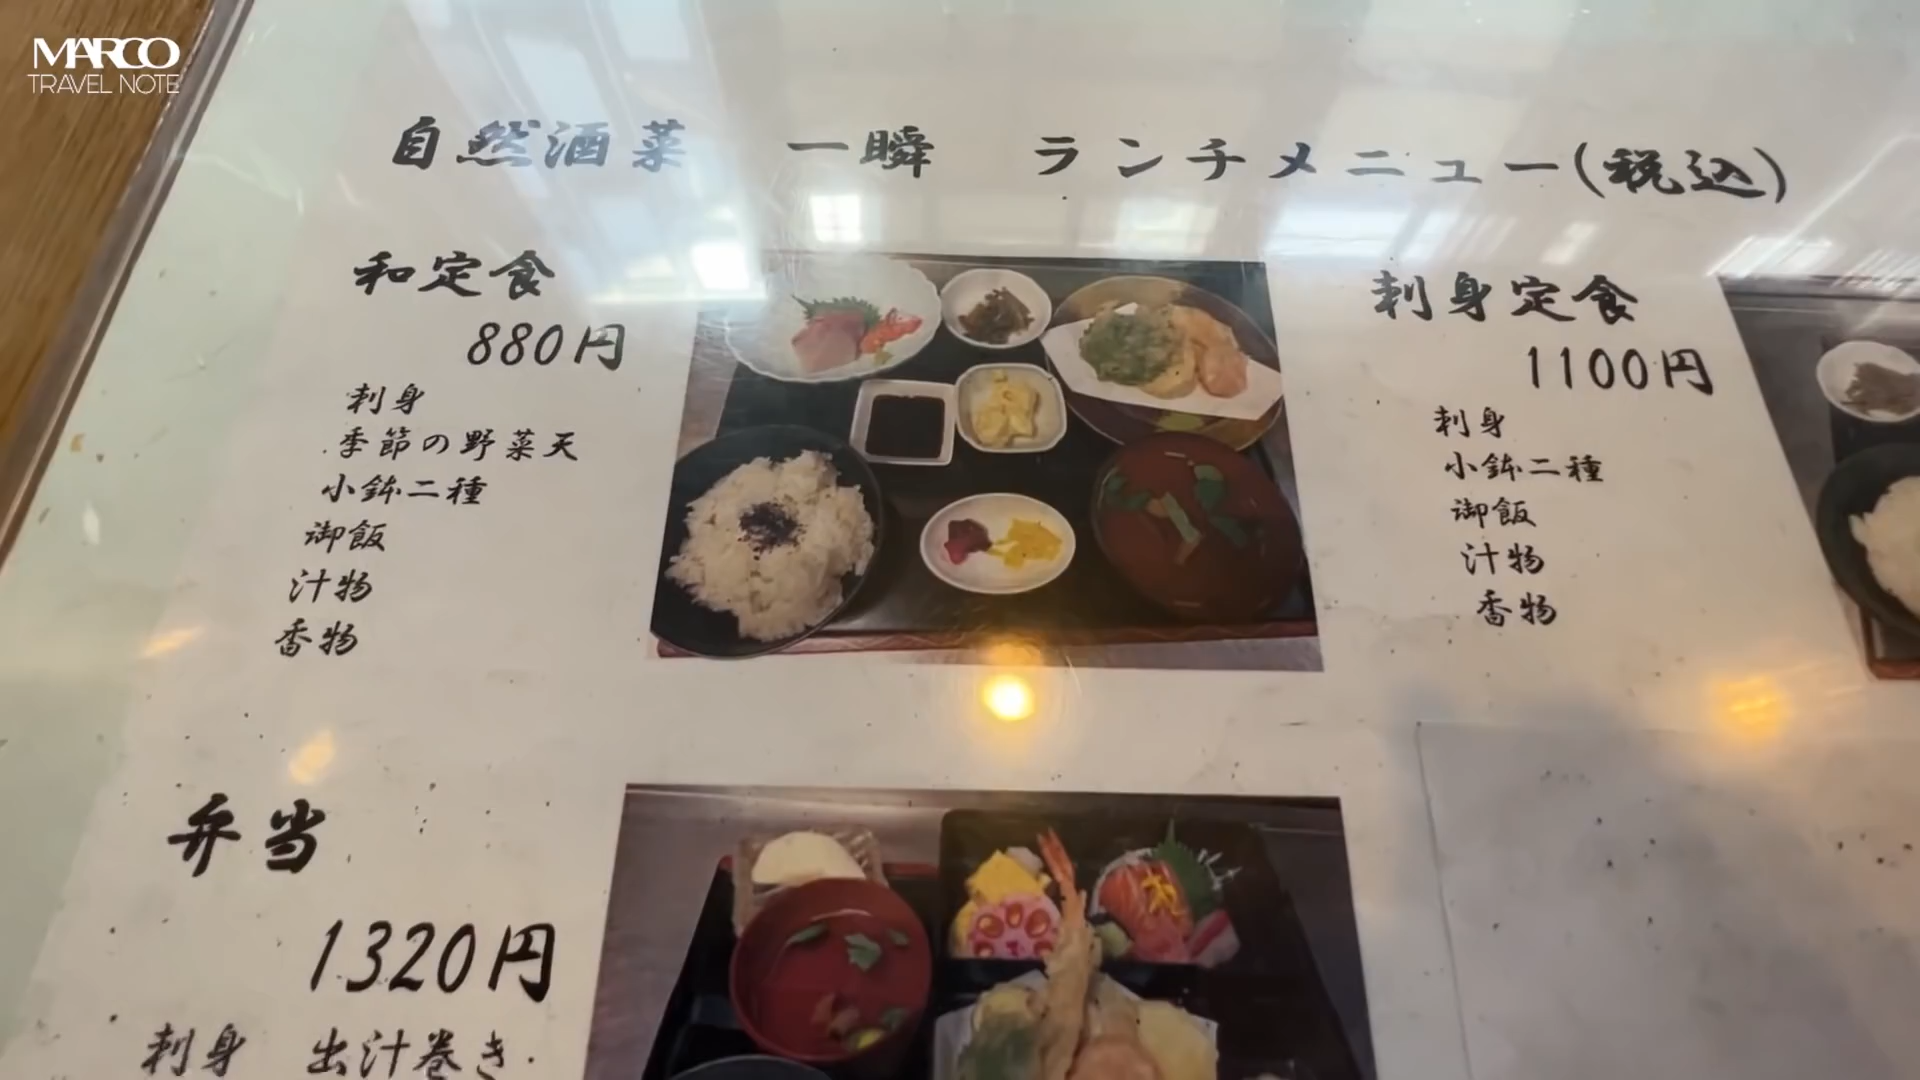 MARCO
TRAVEL NOTE
自然酒菜 一瞬 ランチメニュー(税込)
和定食
880円
刺身
季節の野菜天
小鉢二種
御飯
汁物
香物
刺身定食
1100円
刺身
小鉢二種
御飯
汁物
香物
弁当
1320円
刺身 出汁巻き